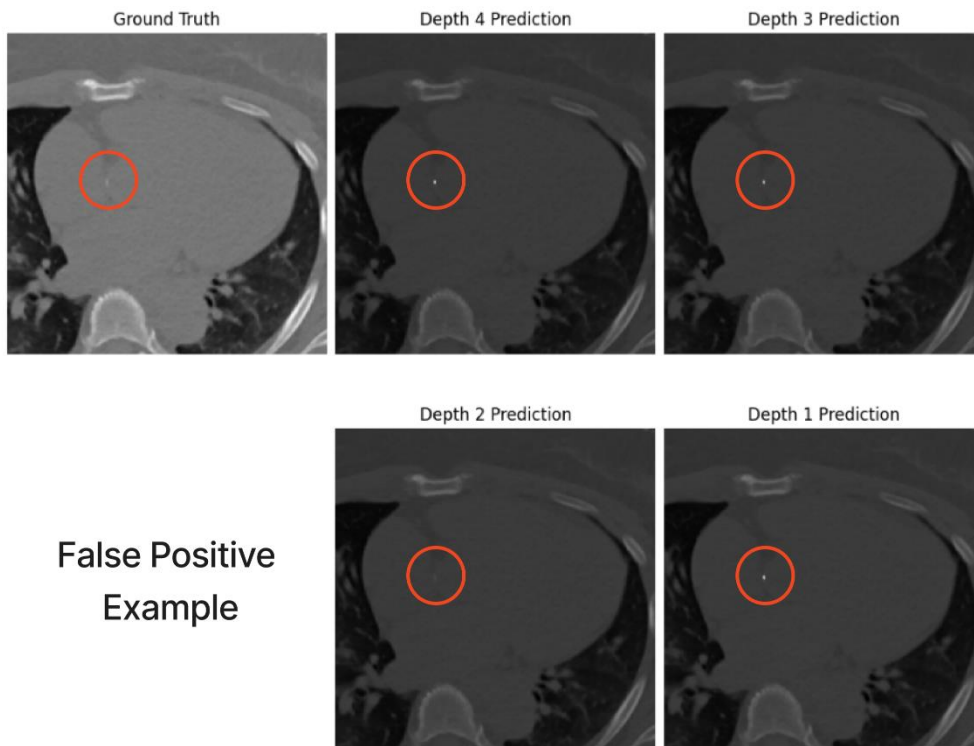 Ground Truth
Depth 4 Prediction
Depth 3 Prediction
Depth 2 Prediction
Depth 1 Prediction
False Positive
Example